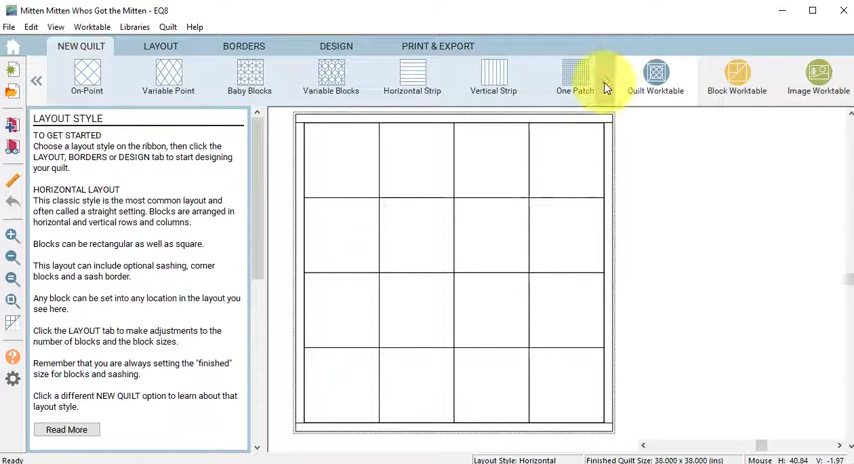 Mitten Mitten Whos Got the Mitten - EQ8
File Edit View Worktable Libraries Quilt Help
NEW QUILT LAYOUT BORDERS DESIGN PRINT & EXPORT
On-Point Variable Point Baby Blocks Variable Blocks Horizontal Strip Vertical Strip One Patch Quilt Worktable Block Worktable Image Worktable
LAYOUT STYLE
TO GET STARTED
Choose a layout style on the ribbon, then click the
LAYOUT, BORDERS or DESIGN tab to start designing
your quilt.
HORIZONTAL LAYOUT
This classic style is the most common layout and
often called a straight setting. Blocks are arranged in
horizontal and vertical rows and columns.
Blocks can be rectangular as well as square.
This layout can include optional sashing, corner
blocks and a sash border.
Any block can be set into any location in the layout you
see here.
Click the LAYOUT tab to make adjustments to the
number of blocks and the block sizes.
Remember that you are always setting the "finished"
size for blocks and sashing.
Click a different NEW QUILT option to learn about that
layout style.
Read More
Ready Layout Style: Horizontal Finished Quilt Size: 38.000 x 38.000 (ins) Mouse H: 40.84 V: -1.97